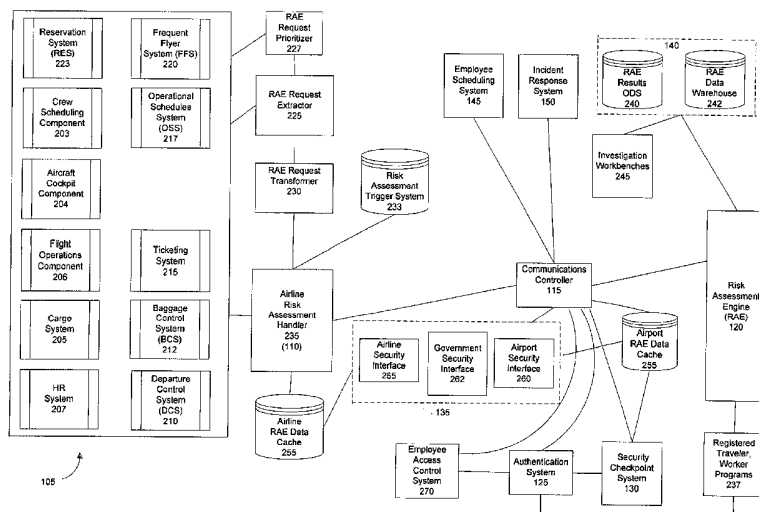 Reservation
System
(RES)
223
Frequent
Flyer
System (FFS)
220
Crew
Scheduling
Component
203
Operational
Schedules
System
(OSS)
217
Aircraft
Cockpit
Component
204
Flight
Operations
Component
206
Ticketing
System
215
Cargo
System
205
Baggage
Control
System
(BCS)
212
HR
System
207
Departure
Control
System
(DCS)
210
105
RAE
Request
Prioritizer
227
RAE Request
Extractor
225
RAE Request
Transformer
230
Risk
Assessment
Trigger System
233
Airline
Risk
Assessment
Handler
235
(110)
Airline
RAE Data
Cache
255
Employee
Scheduling
System
145
Incident
Response
System
150
140
RAE
Results
ODS
240
RAE
Data
Warehouse
242
Investigation
Workbenches
245
Communications
Controller
115
Risk
Assessment
Engine
(RAE)
120
Airline
Security
Interface
265
Government
Security
Interface
262
Airport
Security
Interface
260
135
Airport
RAE Data
Cache
255
Employee
Access
Control
System
270
Authentication
System
125
Security
Checkpoint
System
130
Registered
Traveler,
Worker
Programs
237